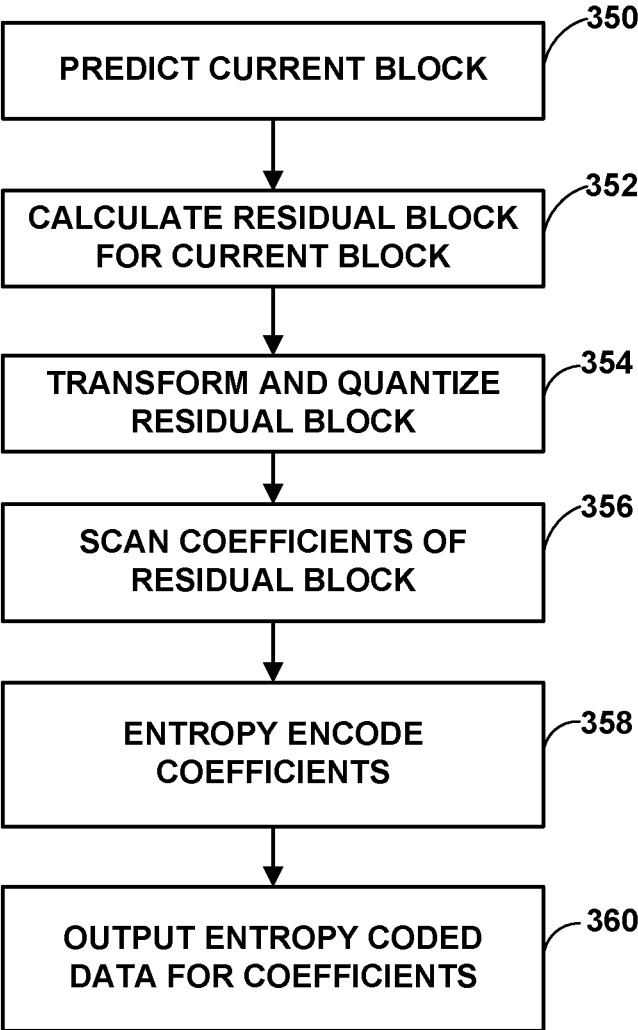 350
PREDICT CURRENT BLOCK
352
CALCULATE RESIDUAL BLOCK
FOR CURRENT BLOCK
354
TRANSFORM AND QUANTIZE
RESIDUAL BLOCK
356
SCAN COEFFICIENTS OF
RESIDUAL BLOCK
358
ENTROPY ENCODE
COEFFICIENTS
360
OUTPUT ENTROPY CODED
DATA FOR COEFFICIENTS